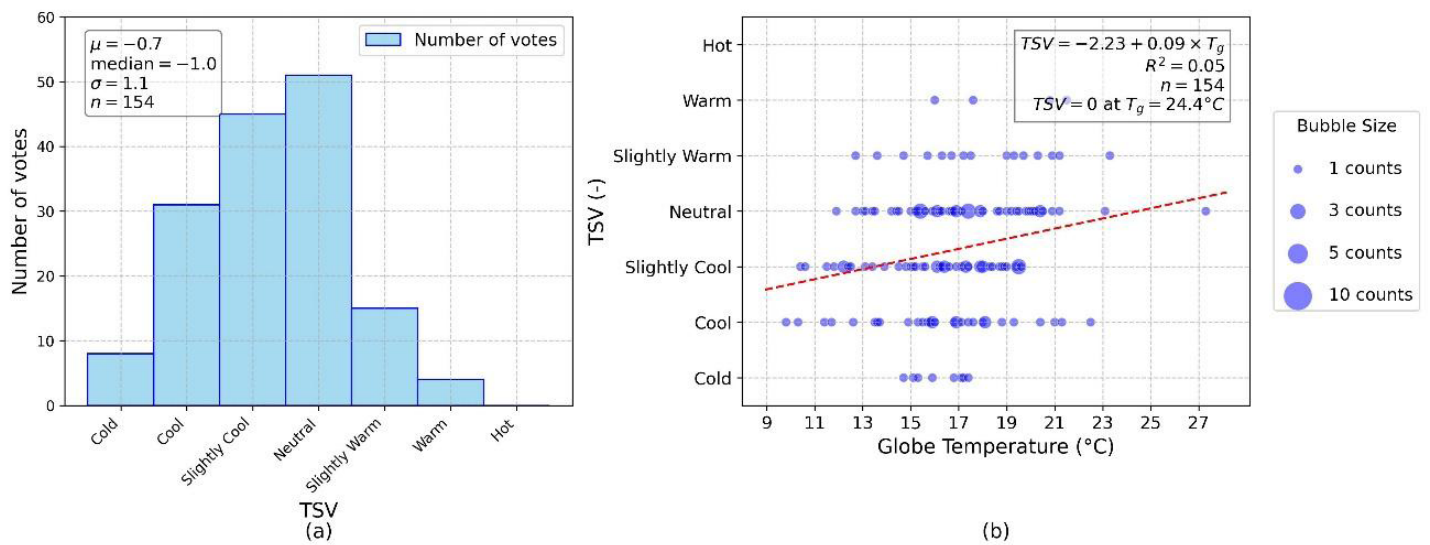 60
50
40
30
20
10
0
Number of votes
μ = −0.7
median = −1.0
σ = 1.1
n = 154
Number of votes
Cold
Cool
Slightly Cool
Neutral
Slightly Warm
Warm
Hot
TSV
(a)
TSV (-)
Hot
Warm
Slightly Warm
Neutral
Slightly Cool
Cool
Cold
TSV = −2.23 + 0.09 × Tg
R² = 0.05
n = 154
TSV = 0 at Tg = 24.4°C
9 11 13 15 17 19 21 23 25 27
Globe Temperature (°C)
(b)
Bubble Size
1 counts
3 counts
5 counts
10 counts